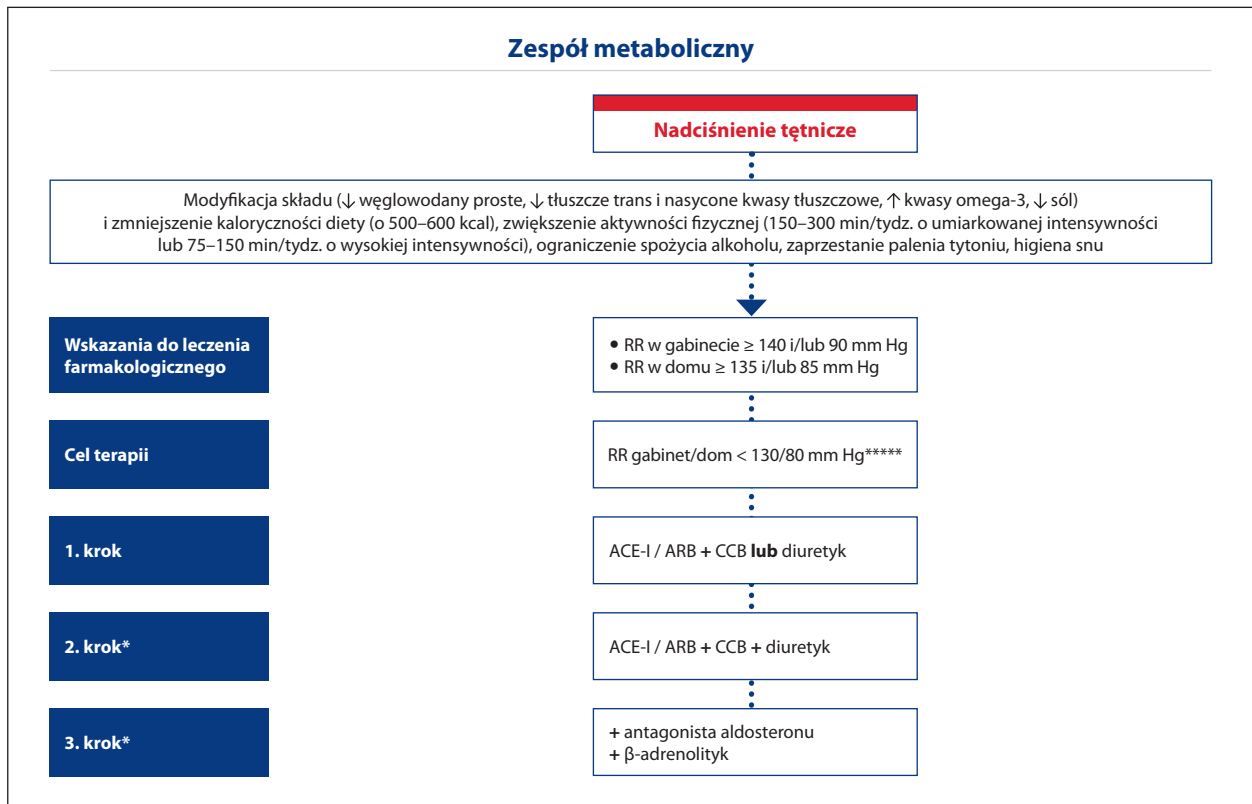 Zespół metaboliczny
Nadciśnienie tętnicze
Modyfikacja składu (↓ węglowodany proste, ↓ tłuszcze trans i nasycone kwasy tłuszczowe, ↑ kwasy omega-3, ↓ sól)
i zmniejszenie kaloryczności diety (o 500–600 kcal), zwiększenie aktywności fizycznej (150–300 min/tydz. o umiarkowanej intensywności
lub 75–150 min/tydz. o wysokiej intensywności), ograniczenie spożycia alkoholu, zaprzestanie palenia tytoniu, higiena snu
Wskazania do leczenia
farmakologicznego
• RR w gabinecie ≥ 140 i/lub 90 mm Hg
• RR w domu ≥ 135 i/lub 85 mm Hg
Cel terapii
RR gabinet/dom < 130/80 mm Hg*****
1. krok
ACE-I / ARB + CCB lub diuretyk
2. krok*
ACE-I / ARB + CCB + diuretyk
3. krok*
+ antagonista aldosteronu
+ β-adrenolityk